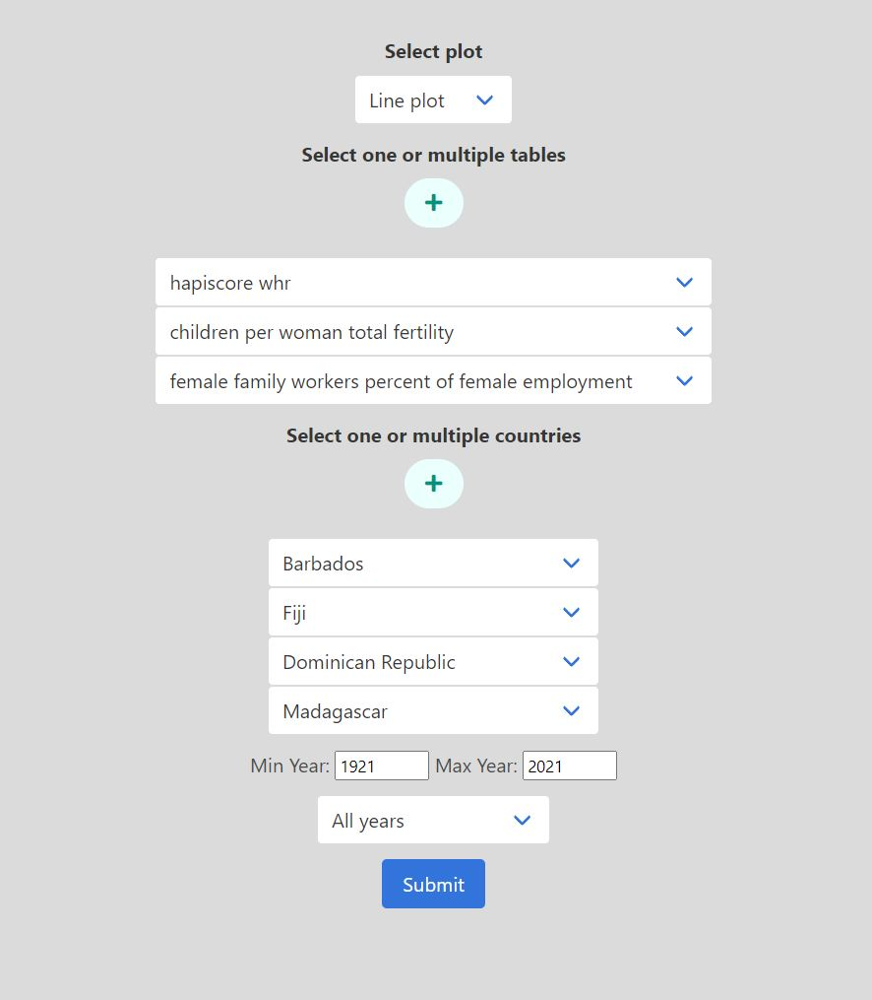 Select plot
Line plot
Select one or multiple tables
+
hapiscore whr
children per woman total fertility
female family workers percent of female employment
Select one or multiple countries
+
Barbados
Fiji
Dominican Republic
Madagascar
Min Year: 1921 Max Year: 2021
All years
Submit